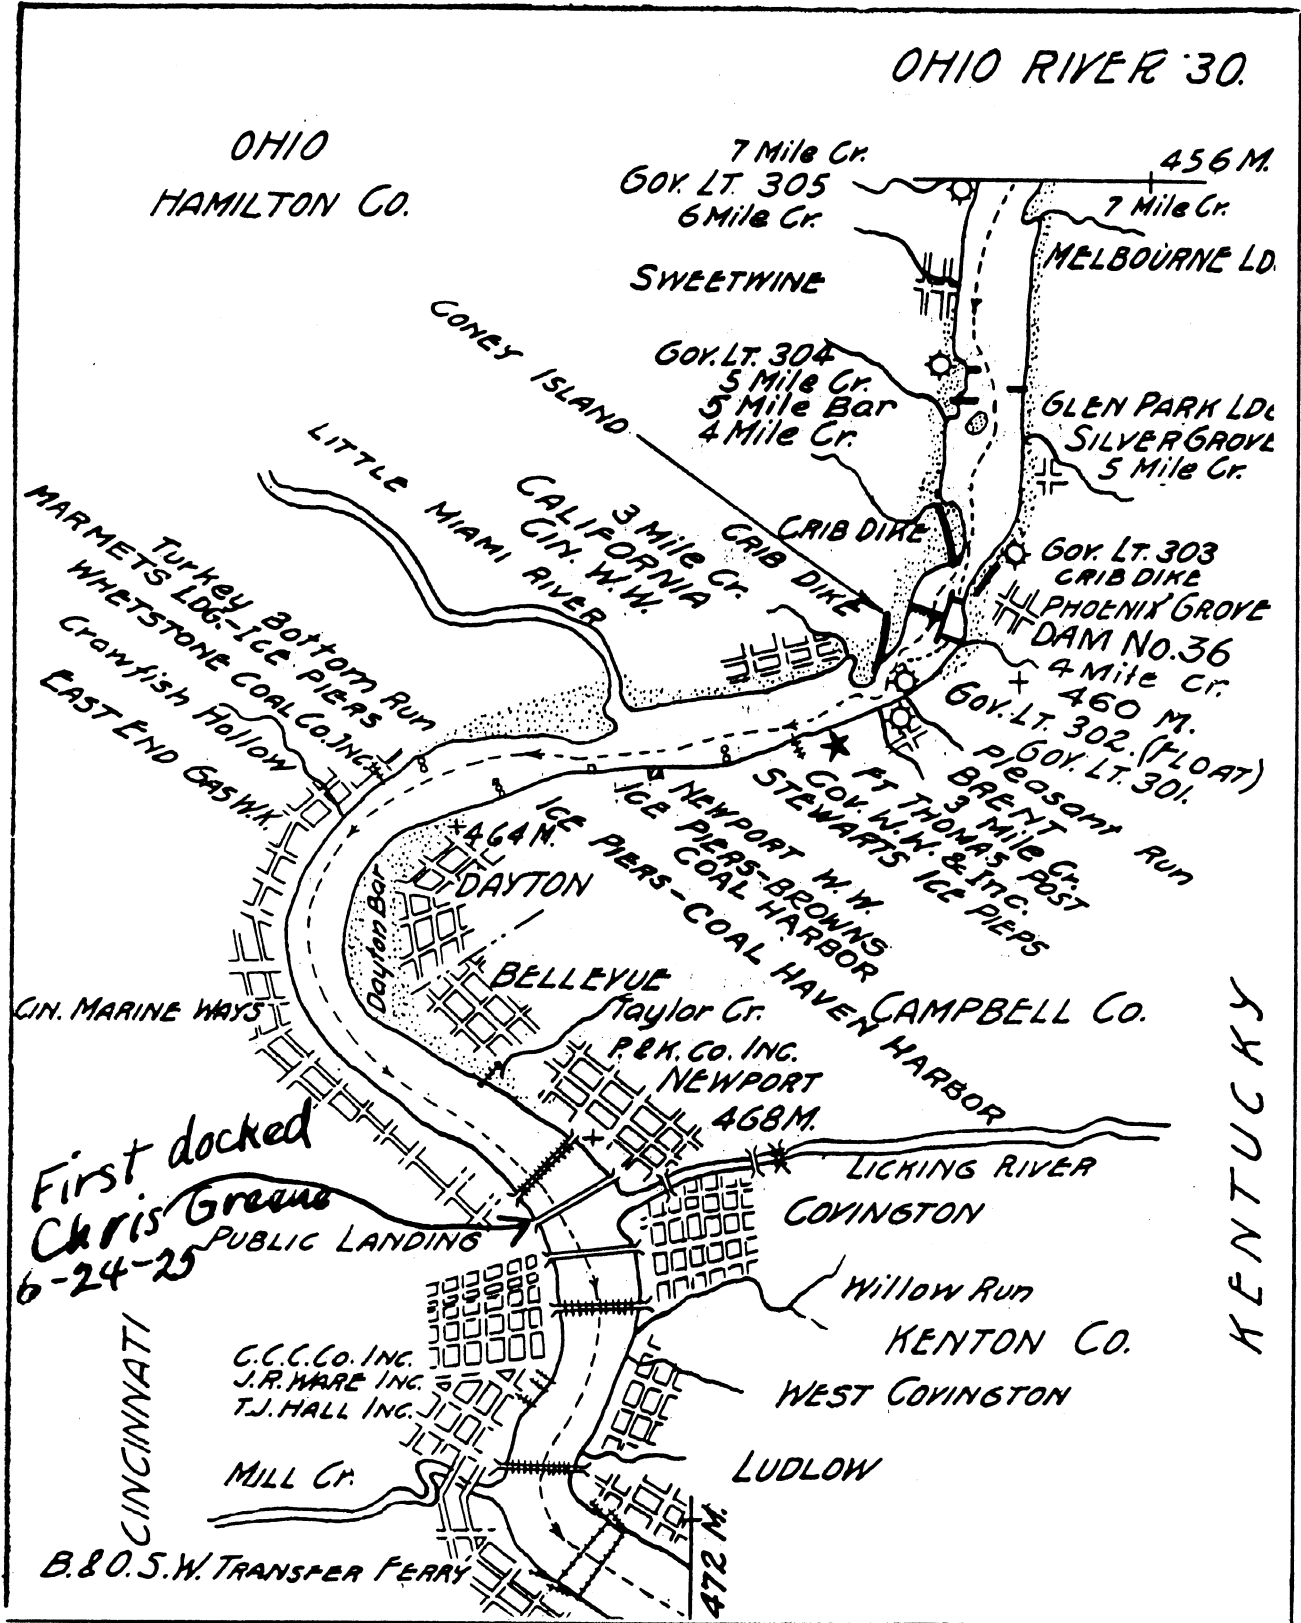 OHIO RIVER 30.
OHIO
HAMILTON CO.
7 Mile Cr.
456 M.
GOV. LT. 305
7 Mile Cr.
6 Mile Cr.
MELBOURNE LD.
SWEETWINE
CONEY ISLAND
GOV. LT. 304
5 Mile Cr.
5 Mile Bar
4 Mile Cr.
GLEN PARK LDG
SILVER GROVE
5 Mile Cr.
LITTLE MIAMI RIVER
3 Mile Cr.
CALIFORNIA
CIN. W.W.
CRIB DIKE
CRIB DIKE
GOV. LT. 303
CRIB DIKE
PHOENIX GROVE
DAM NO. 36
4 Mile Cr.
460 M.
GOV. LT. 302. (FLOAT)
GOV. LT. 301.
Turkey Bottom Run
MARMETS LDG.-ICE PIERS
WHETSTONE COAL CO. INC.
Crawfish Hollow
EAST END GAS W.K.
Pleasant Run
BRENT
3 Mile Cr.
FT THOMAS POST
GOV. W.W. & INC.
STEWARTS ICE PIEPS
NEWPORT W.W.
ICE PIERS-BROWNS
COAL HARBOR
ICE PIERS-COAL HAVEN HARBOR
464 M.
DAYTON
Dayton Bar
BELLEVUE
CIN. MARINE WAYS
Taylor Cr.
CAMPBELL CO.
P. & K. CO. INC.
NEWPORT
468 M.
KENTUCKY
First docked
Chris Greene
6-24-25
PUBLIC LANDING
LICKING RIVER
COVINGTON
Willow Run
KENTON CO.
CINCINNATI
C.C.C.CO. INC.
J.R. WARE INC.
T.J. HALL INC.
WEST COVINGTON
MILL Cr.
LUDLOW
472 M.
B. & O. S.W. TRANSFER FERRY